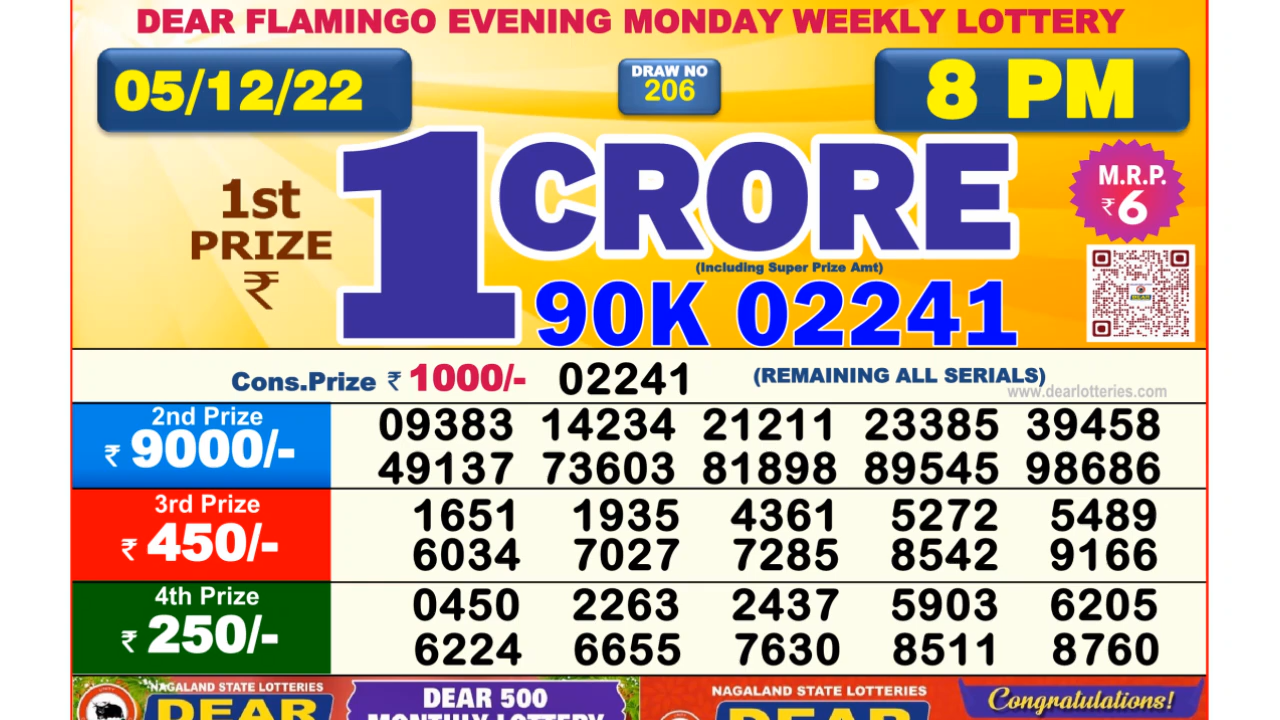 DEAR FLAMINGO EVENING MONDAY WEEKLY LOTTERY
05/12/22
DRAW NO
206
8 PM
1st
PRIZE
₹
1 CRORE
(Including Super Prize Amt)
90K 02241
M.R.P.
₹6
Cons.Prize ₹ 1000/- 02241 (REMAINING ALL SERIALS)
www.dearlotteries.com
2nd Prize
₹ 9000/-
09383 14234 21211 23385 39458
49137 73603 81898 89545 98686
3rd Prize
₹ 450/-
1651 1935 4361 5272 5489
6034 7027 7285 8542 9166
4th Prize
₹ 250/-
0450 2263 2437 5903 6205
6224 6655 7630 8511 8760
NAGALAND STATE LOTTERIES
DEAR
DEAR 500
MONTHLY LOTTERY
NAGALAND STATE LOTTERIES
DEAR
Congratulations!